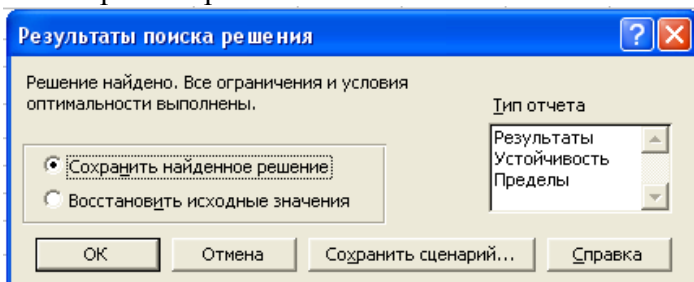 Результаты поиска решения
Решение найдено. Все ограничения и условия
оптимальности выполнены.
Тип отчета
Результаты
Устойчивость
Пределы
Сохранить найденное решение
Восстановить исходные значения
ОК
Отмена
Сохранить сценарий...
Справка